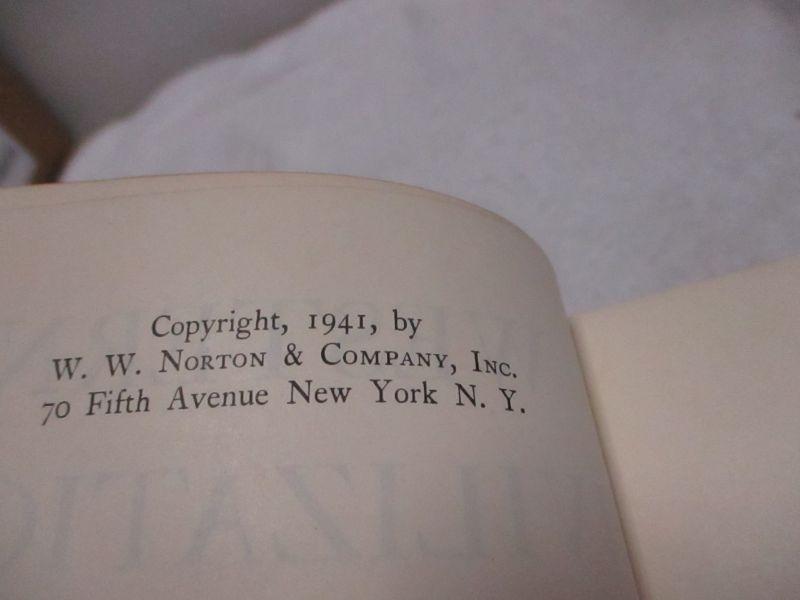 Copyright, 1941, by
W. W. NORTON & COMPANY, INC.
70 Fifth Avenue New York N. Y.